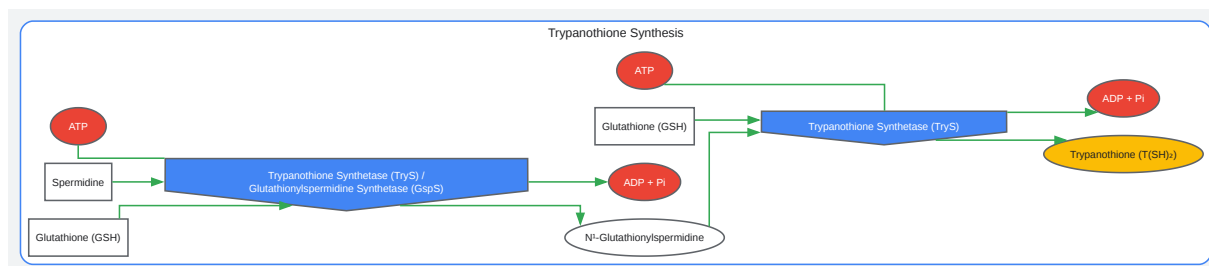 Trypanothione Synthesis
ATP
Spermidine
Glutathione (GSH)
Trypanothione Synthetase (TryS) /
Glutathionylspermidine Synthetase (GspS)
ADP + Pi
N¹-Glutathionylspermidine
ATP
Glutathione (GSH)
Trypanothione Synthetase (TryS)
ADP + Pi
Trypanothione (T(SH)₂)